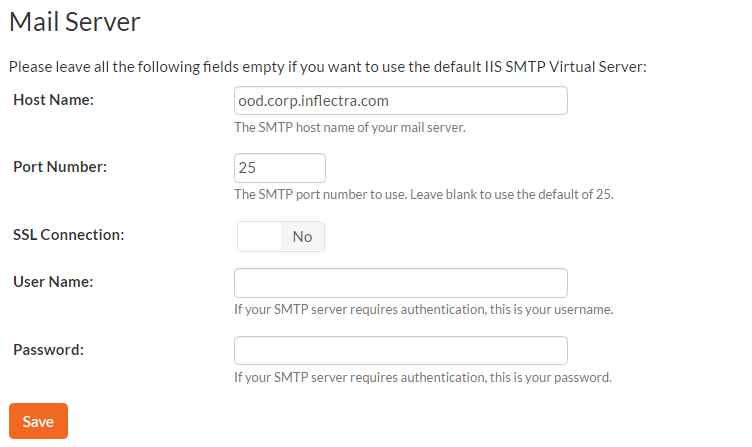 Mail Server
Please leave all the following fields empty if you want to use the default IIS SMTP Virtual Server:
Host Name:
ood.corp.inflectra.com
The SMTP host name of your mail server.
Port Number:
25
The SMTP port number to use. Leave blank to use the default of 25.
SSL Connection:
No
User Name:
If your SMTP server requires authentication, this is your username.
Password:
If your SMTP server requires authentication, this is your password.
Save